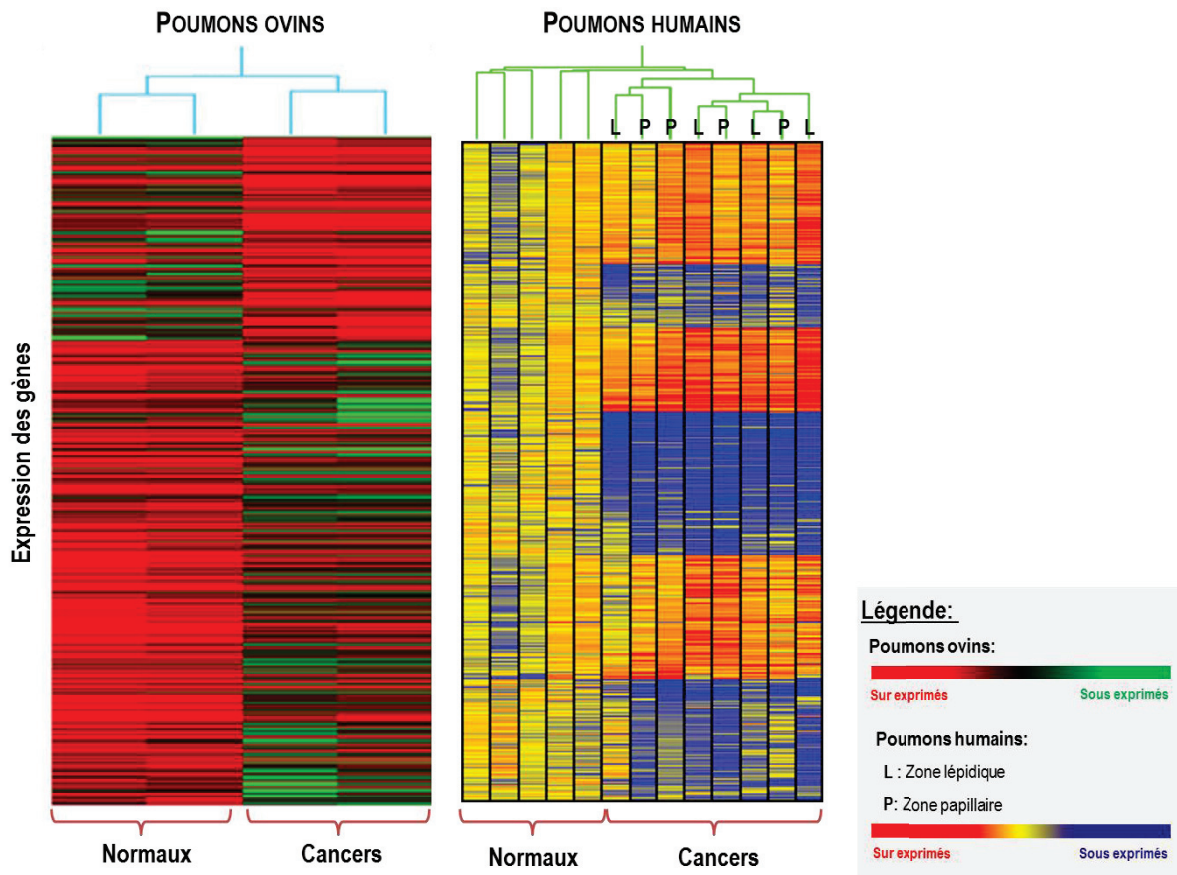 POUMONS OVINS
POUMONS HUMAINS
L P P L P L P L
Expression des gènes
Normaux
Cancers
Normaux
Cancers
Légende:
Poumons ovins:
Sur exprimés
Sous exprimés
Poumons humains:
L : Zone lépidique
P: Zone papillaire
Sur exprimés
Sous exprimés